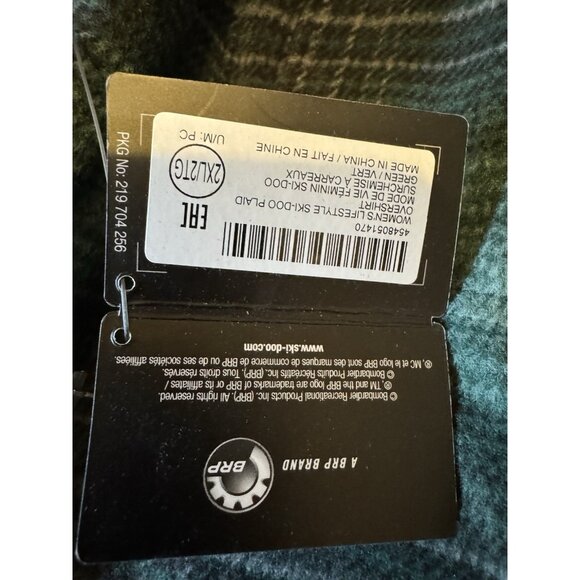 A BRP BRAND
BRP
© Bombardier Recreational Products Inc. (BRP). All rights reserved.
®, TM and the BRP logo are trademarks of BRP or its affiliates /
© Bombardier Produits Récréatifs Inc. (BRP). Tous droits réservés.
®, MC et le logo BRP sont des marques de commerce de BRP ou de ses sociétés affiliées.
www.ski-doo.com
4548051470
WOMEN'S LIFESTYLE SKI-DOO PLAID
OVERSHIRT
MODE DE VIE FÉMININ SKI-DOO
SURCHEMISE À CARREAUX
GREEN / VERT
MADE IN CHINA / FAIT EN CHINE
EAC
2XL/2TG
U/M: PC
PKG No: 219 704 256